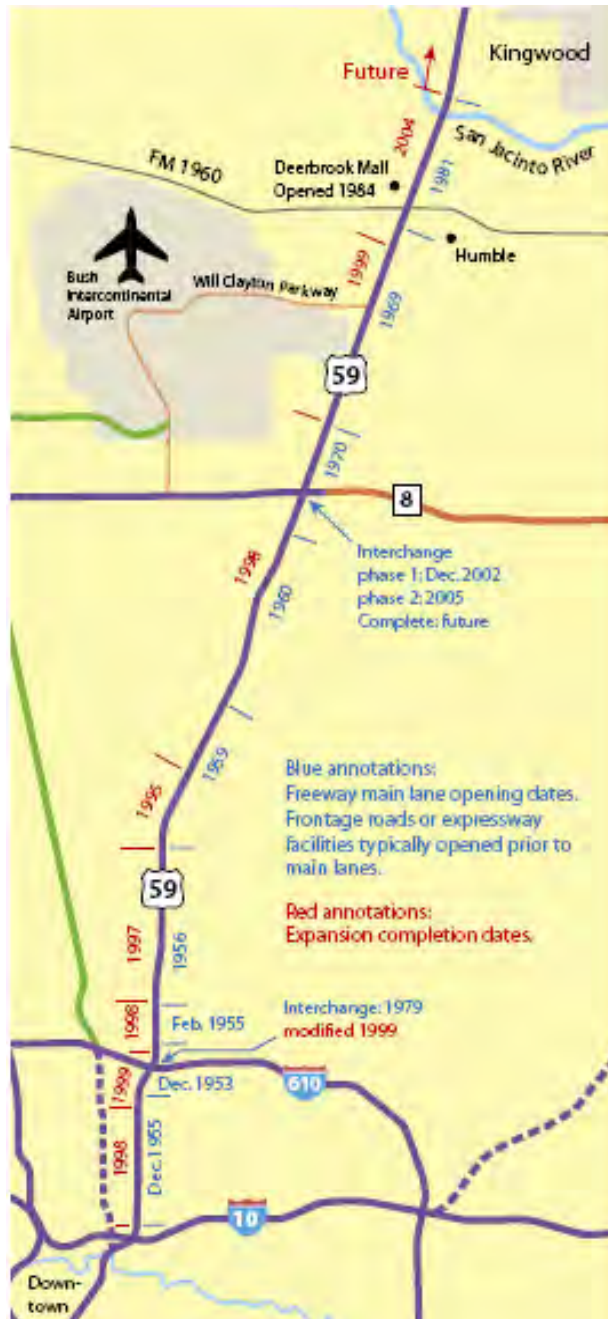 Kingwood
Future
San Jacinto River
2004
FM 1960
Deerbrook Mall
Opened 1984
1981
Humble
1999
Bush
Intercontinental
Airport
Will Clayton Parkway
1969
59
1970
8
Interchange
phase 1: Dec. 2002
phase 2: 2005
Complete: future
1998
1960
1959
1995
Blue annotations:
Freeway main lane opening dates.
Frontage roads or expressway
facilities typically opened prior to
main lanes.
59
Red annotations:
Expansion completion dates.
1997
1956
1998
Feb. 1955
Interchange: 1979
modified 1999
1999
Dec. 1953
610
1998
Dec. 1955
10
Down-
town